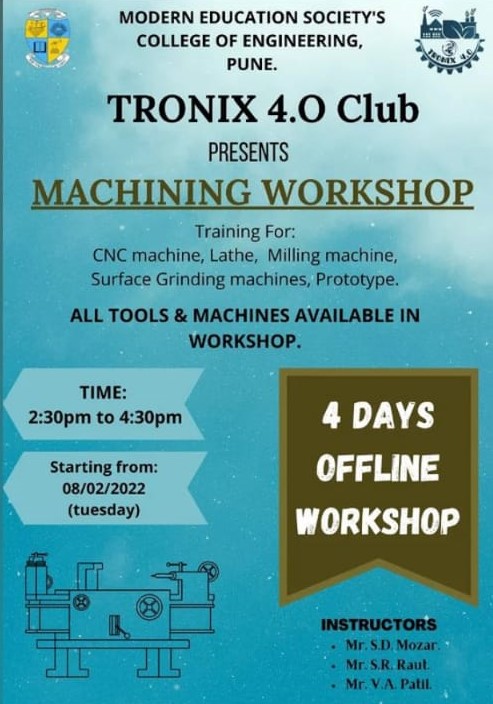 MODERN EDUCATION SOCIETY'S
COLLEGE OF ENGINEERING,
PUNE.
TRONIX 4.O
TRONIX 4.O Club
PRESENTS
MACHINING WORKSHOP
Training For:
CNC machine, Lathe, Milling machine,
Surface Grinding machines, Prototype.
ALL TOOLS & MACHINES AVAILABLE IN
WORKSHOP.
TIME:
2:30pm to 4:30pm
Starting from:
08/02/2022
(tuesday)
4 DAYS
OFFLINE
WORKSHOP
INSTRUCTORS
• Mr. S.D. Mozar.
• Mr. S.R. Raut.
• Mr. V.A. Patil.